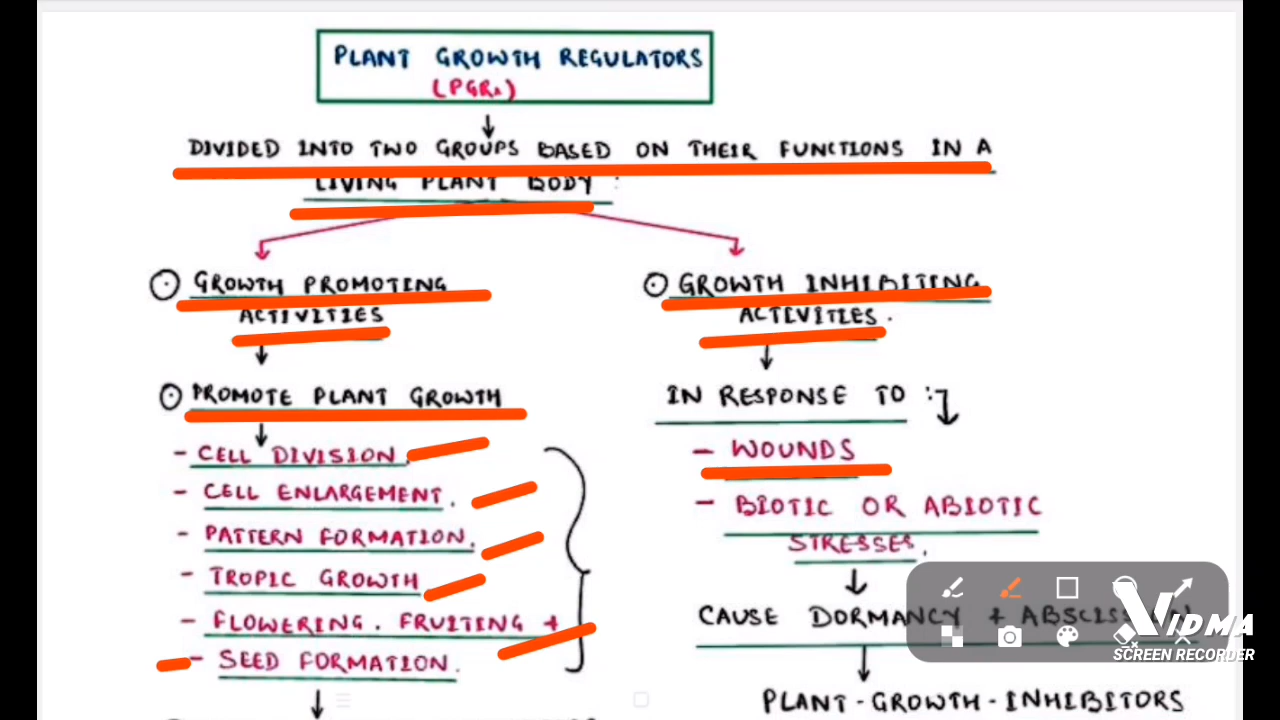 PLANT GROWTH REGULATORS
(PGRs)
DIVIDED INTO TWO GROUPS BASED ON THEIR FUNCTIONS IN A
LIVING PLANT BODY :
GROWTH PROMOTING
ACTIVITIES
PROMOTE PLANT GROWTH
- CELL DIVISION.
- CELL ENLARGEMENT.
- PATTERN FORMATION.
- TROPIC GROWTH
- FLOWERING. FRUITING +
- SEED FORMATION.
GROWTH INHIBITING
ACTIVITIES.
IN RESPONSE TO :
- WOUNDS
- BIOTIC OR ABIOTIC
STRESSES.
CAUSE DORMANCY + ABSCISSION
PLANT-GROWTH-INHIBITORS
VIDMA
SCREEN RECORDER